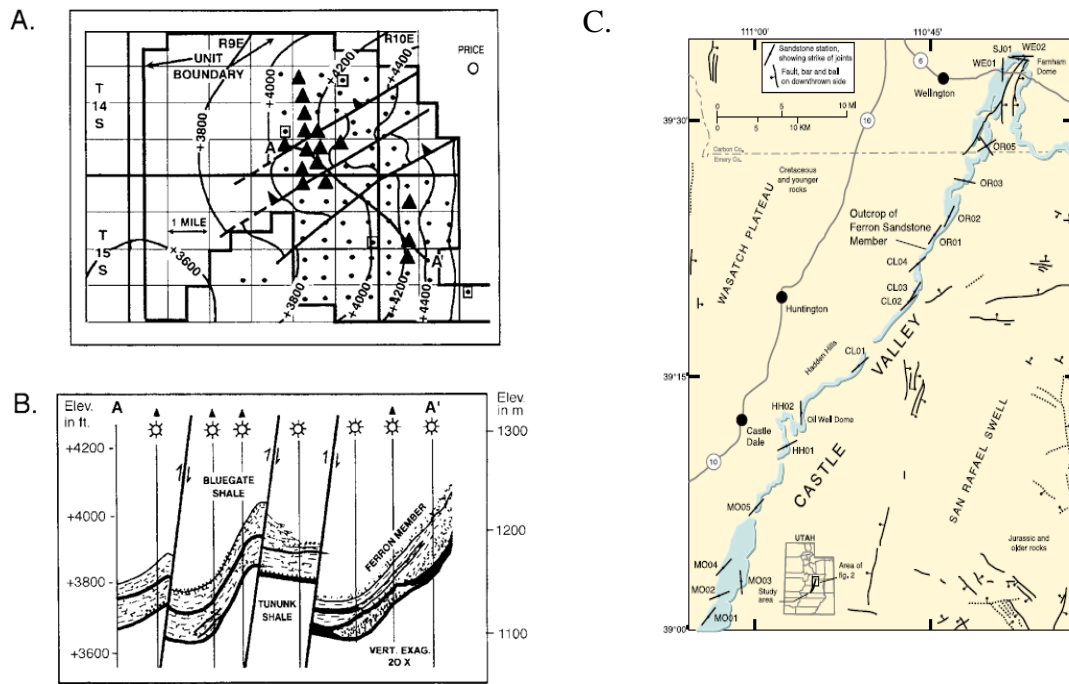 A.
R9E
R10E
UNIT
BOUNDARY
PRICE
T
14
S
+3800
+4000
+4200
+4400
A
1 MILE
T
15
S
+3600
+3800
+4000
+4200
+4400
A'
B.
Elev.
in ft.
A
A'
Elev.
in m
+4200
+4000
+3800
+3600
1300
1200
1100
BLUEGATE
SHALE
FERRON MEMBER
TUNUNK
SHALE
VERT. EXAG.
20 X
C.
111°00'
110°45'
Sandstone station,
showing strike of joints
Fault, bar and ball
on downthrown side
0 5 10 MI
0 5 10 KM
6
Wellington
SJ01
WE02
WE01
Farnham
Dome
39°30'
10
Carbon Co.
Emery Co.
OR05
Cretaceous
and younger
rocks
OR03
WASATCH PLATEAU
Outcrop of
Ferron Sandstone
Member
OR02
OR01
CL04
CL03
CL02
Huntington
VALLEY
Hadden Hills
CL01
39°15'
HH02
Oil Well Dome
Castle
Dale
HH01
10
CASTLE
SAN RAFAEL SWELL
MO05
UTAH
Area of
fig. 2
Study
area
Jurassic and
older rocks
MO04
MO03
MO02
MO01
39°00'